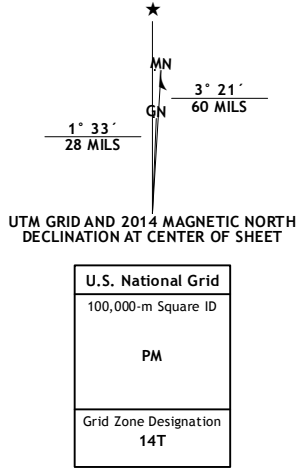 ★
MN
GN
3° 21´
60 MILS
1° 33´
28 MILS
UTM GRID AND 2014 MAGNETIC NORTH
DECLINATION AT CENTER OF SHEET
U.S. National Grid
100,000-m Square ID
PM
Grid Zone Designation
14T